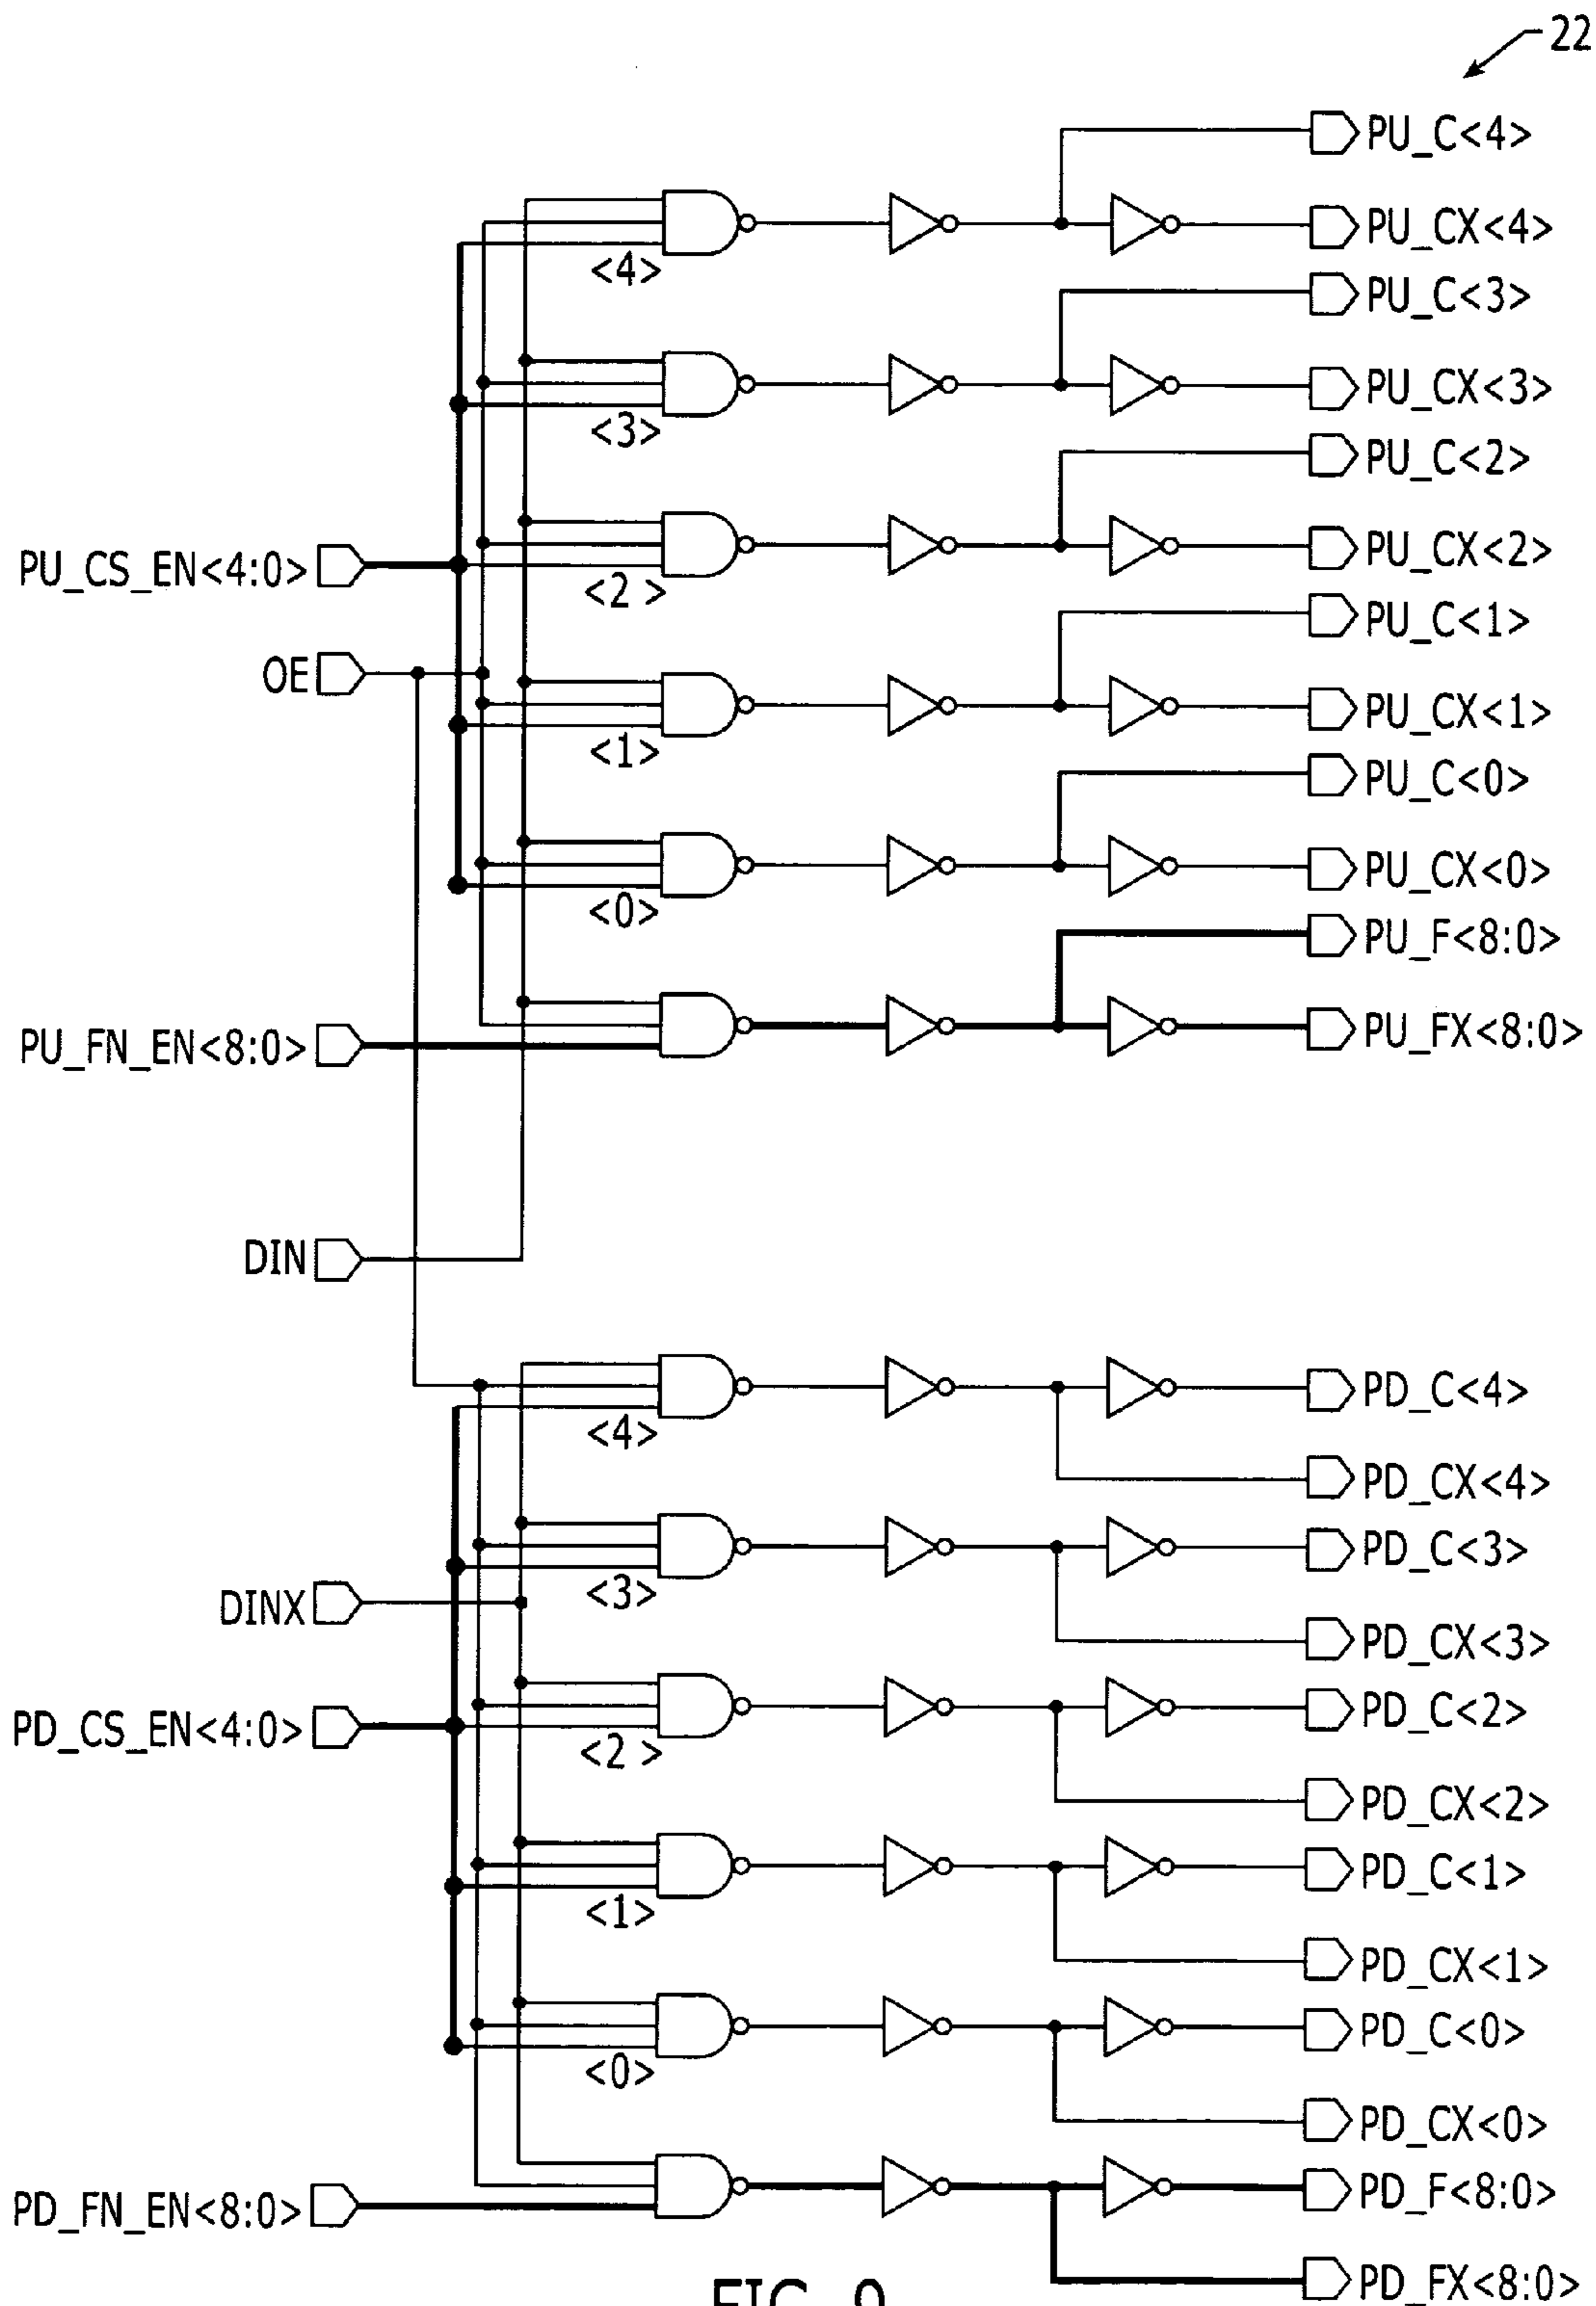 22
PU_C<4>
PU_CX<4>
<4>
PU_C<3>
PU_CX<3>
<3>
PU_C<2>
PU_CS_EN<4:0>
PU_CX<2>
<2 >
PU_C<1>
OE
PU_CX<1>
<1>
PU_C<0>
PU_CX<0>
<0>
PU_F<8:0>
PU_FN_EN<8:0>
PU_FX<8:0>
DIN
PD_C<4>
<4>
PD_CX<4>
PD_C<3>
<3>
DINX
PD_CX<3>
PD_C<2>
PD_CS_EN<4:0>
<2 >
PD_CX<2>
PD_C<1>
<1>
PD_CX<1>
PD_C<0>
<0>
PD_CX<0>
PD_F<8:0>
PD_FN_EN<8:0>
PD_FX<8:0>
FIG. 9